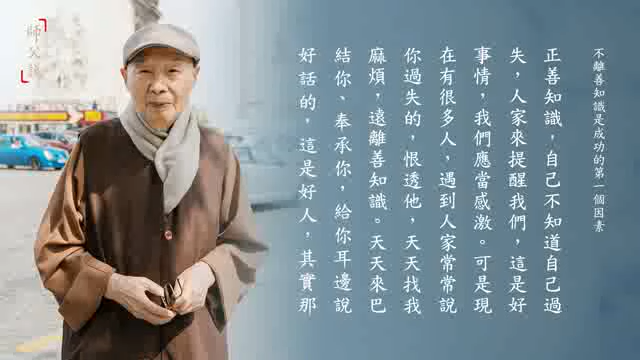 師父說
不離善知識是成功的第一個因素
正善知識，自己不知道自己過
失，人家來提醒我們，這是好
事情，我們應當感激。可是現
在有很多人，遇到人家常常說
你過失的，恨透他，天天找我
麻煩，遠離善知識。天天來巴
結你、奉承你，給你耳邊說
好話的，這是好人，其實那